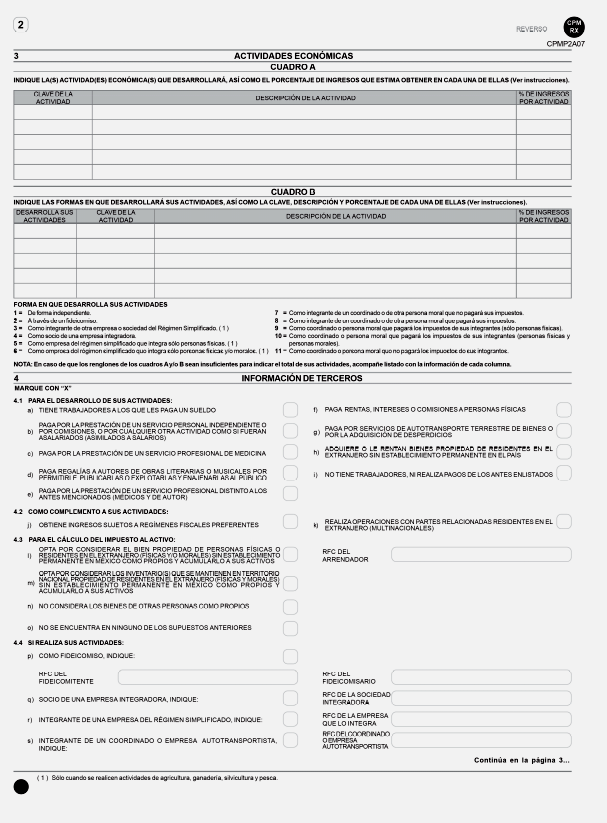 2
REVERSO
CPM
RX
CPMP2A07
3 ACTIVIDADES ECONÓMICAS
CUADRO A
INDIQUE LA(S) ACTIVIDAD(ES) ECONÓMICA(S) QUE DESARROLLARÁ, ASÍ COMO EL PORCENTAJE DE INGRESOS QUE ESTIMA OBTENER EN CADA UNA DE ELLAS (Ver instrucciones).
CLAVE DE LA ACTIVIDAD DESCRIPCIÓN DE LA ACTIVIDAD % DE INGRESOS POR ACTIVIDAD
CUADRO B
INDIQUE LAS FORMAS EN QUE DESARROLLARÁ SUS ACTIVIDADES, ASÍ COMO LA CLAVE, DESCRIPCIÓN Y PORCENTAJE DE CADA UNA DE ELLAS (Ver instrucciones).
DESARROLLA SUS ACTIVIDADES CLAVE DE LA ACTIVIDAD DESCRIPCIÓN DE LA ACTIVIDAD % DE INGRESOS POR ACTIVIDAD
FORMA EN QUE DESARROLLA SUS ACTIVIDADES
1 = De forma independiente.
2 = A través de un fideicomiso.
3 = Como integrante de otra empresa o sociedad del Régimen Simplificado. ( 1 )
4 = Como socio de una empresa integradora.
5 = Como empresa del régimen simplificado que integra sólo personas físicas. ( 1 )
6 = Como empresa del régimen simplificado que integra sólo personas físicas y/o morales. ( 1 )
7 = Como integrante de un coordinado o de otra persona moral que no pagará sus impuestos.
8 = Como integrante de un coordinado o de otra persona moral que pagará sus impuestos.
9 = Como coordinado o persona moral que pagará los impuestos de sus integrantes (sólo personas físicas).
10 = Como coordinado o persona moral que pagará los impuestos de sus integrantes (personas físicas y
personas morales).
11 = Como coordinado o persona moral que no pagará los impuestos de sus integrantes.
NOTA: En caso de que los renglones de los cuadros A y/o B sean insuficientes para indicar el total de sus actividades, acompañe listado con la información de cada columna.
4 INFORMACIÓN DE TERCEROS
MARQUE CON "X"
4.1 PARA EL DESARROLLO DE SUS ACTIVIDADES:
a) TIENE TRABAJADORES A LOS QUE LES PAGA UN SUELDO
b) PAGA POR LA PRESTACIÓN DE UN SERVICIO PERSONAL INDEPENDIENTE O
POR COMISIONES, O POR CUALQUIER OTRA ACTIVIDAD COMO SI FUERAN
ASALARIADOS (ASIMILADOS A SALARIOS)
c) PAGA POR LA PRESTACIÓN DE UN SERVICIO PROFESIONAL DE MEDICINA
d) PAGA REGALÍAS A AUTORES DE OBRAS LITERARIAS O MUSICALES POR
PERMITIRLE PUBLICARLAS O EXPLOTARLAS Y ENAJENARLAS AL PÚBLICO
e) PAGA POR LA PRESTACIÓN DE UN SERVICIO PROFESIONAL DISTINTO A LOS
ANTES MENCIONADOS (MÉDICOS Y DE AUTOR)
f) PAGA RENTAS, INTERESES O COMISIONES A PERSONAS FÍSICAS
g) PAGA POR SERVICIOS DE AUTOTRANSPORTE TERRESTRE DE BIENES O
POR LA ADQUISICIÓN DE DESPERDICIOS
h) ADQUIERE O LE RENTAN BIENES PROPIEDAD DE RESIDENTES EN EL
EXTRANJERO SIN ESTABLECIMIENTO PERMANENTE EN EL PAÍS
i) NO TIENE TRABAJADORES, NI REALIZA PAGOS DE LOS ANTES ENLISTADOS
4.2 COMO COMPLEMENTO A SUS ACTIVIDADES:
j) OBTIENE INGRESOS SUJETOS A REGÍMENES FISCALES PREFERENTES
k) REALIZA OPERACIONES CON PARTES RELACIONADAS RESIDENTES EN EL
EXTRANJERO (MULTINACIONALES)
4.3 PARA EL CÁLCULO DEL IMPUESTO AL ACTIVO:
l) OPTA POR CONSIDERAR EL BIEN PROPIEDAD DE PERSONAS FÍSICAS O
RESIDENTES EN EL EXTRANJERO (FÍSICAS Y/O MORALES) SIN ESTABLECIMIENTO
PERMANENTE EN MÉXICO COMO PROPIOS Y ACUMULARLO A SUS ACTIVOS
RFC DEL
ARRENDADOR
m) OPTA POR CONSIDERAR LOS INVENTARIO(S) QUE SE MANTIENEN EN TERRITORIO
NACIONAL PROPIEDAD DE RESIDENTES EN EL EXTRANJERO (FÍSICAS Y MORALES)
SIN ESTABLECIMIENTO PERMANENTE EN MÉXICO COMO PROPIOS Y
ACUMULARLO A SUS ACTIVOS
n) NO CONSIDERA LOS BIENES DE OTRAS PERSONAS COMO PROPIOS
o) NO SE ENCUENTRA EN NINGUNO DE LOS SUPUESTOS ANTERIORES
4.4 SI REALIZA SUS ACTIVIDADES:
p) COMO FIDEICOMISO, INDIQUE:
RFC DEL
FIDEICOMITENTE
RFC DEL
FIDEICOMISARIO
q) SOCIO DE UNA EMPRESA INTEGRADORA, INDIQUE:
RFC DE LA SOCIEDAD
INTEGRADORA
r) INTEGRANTE DE UNA EMPRESA DEL RÉGIMEN SIMPLIFICADO, INDIQUE:
RFC DE LA EMPRESA
QUE LO INTEGRA
s) INTEGRANTE DE UN COORDINADO O EMPRESA AUTOTRANSPORTISTA,
INDIQUE:
RFC DEL COORDINADO
O EMPRESA
AUTOTRANSPORTISTA
Continúa en la página 3...
( 1 ) Sólo cuando se realicen actividades de agricultura, ganadería, silvicultura y pesca.